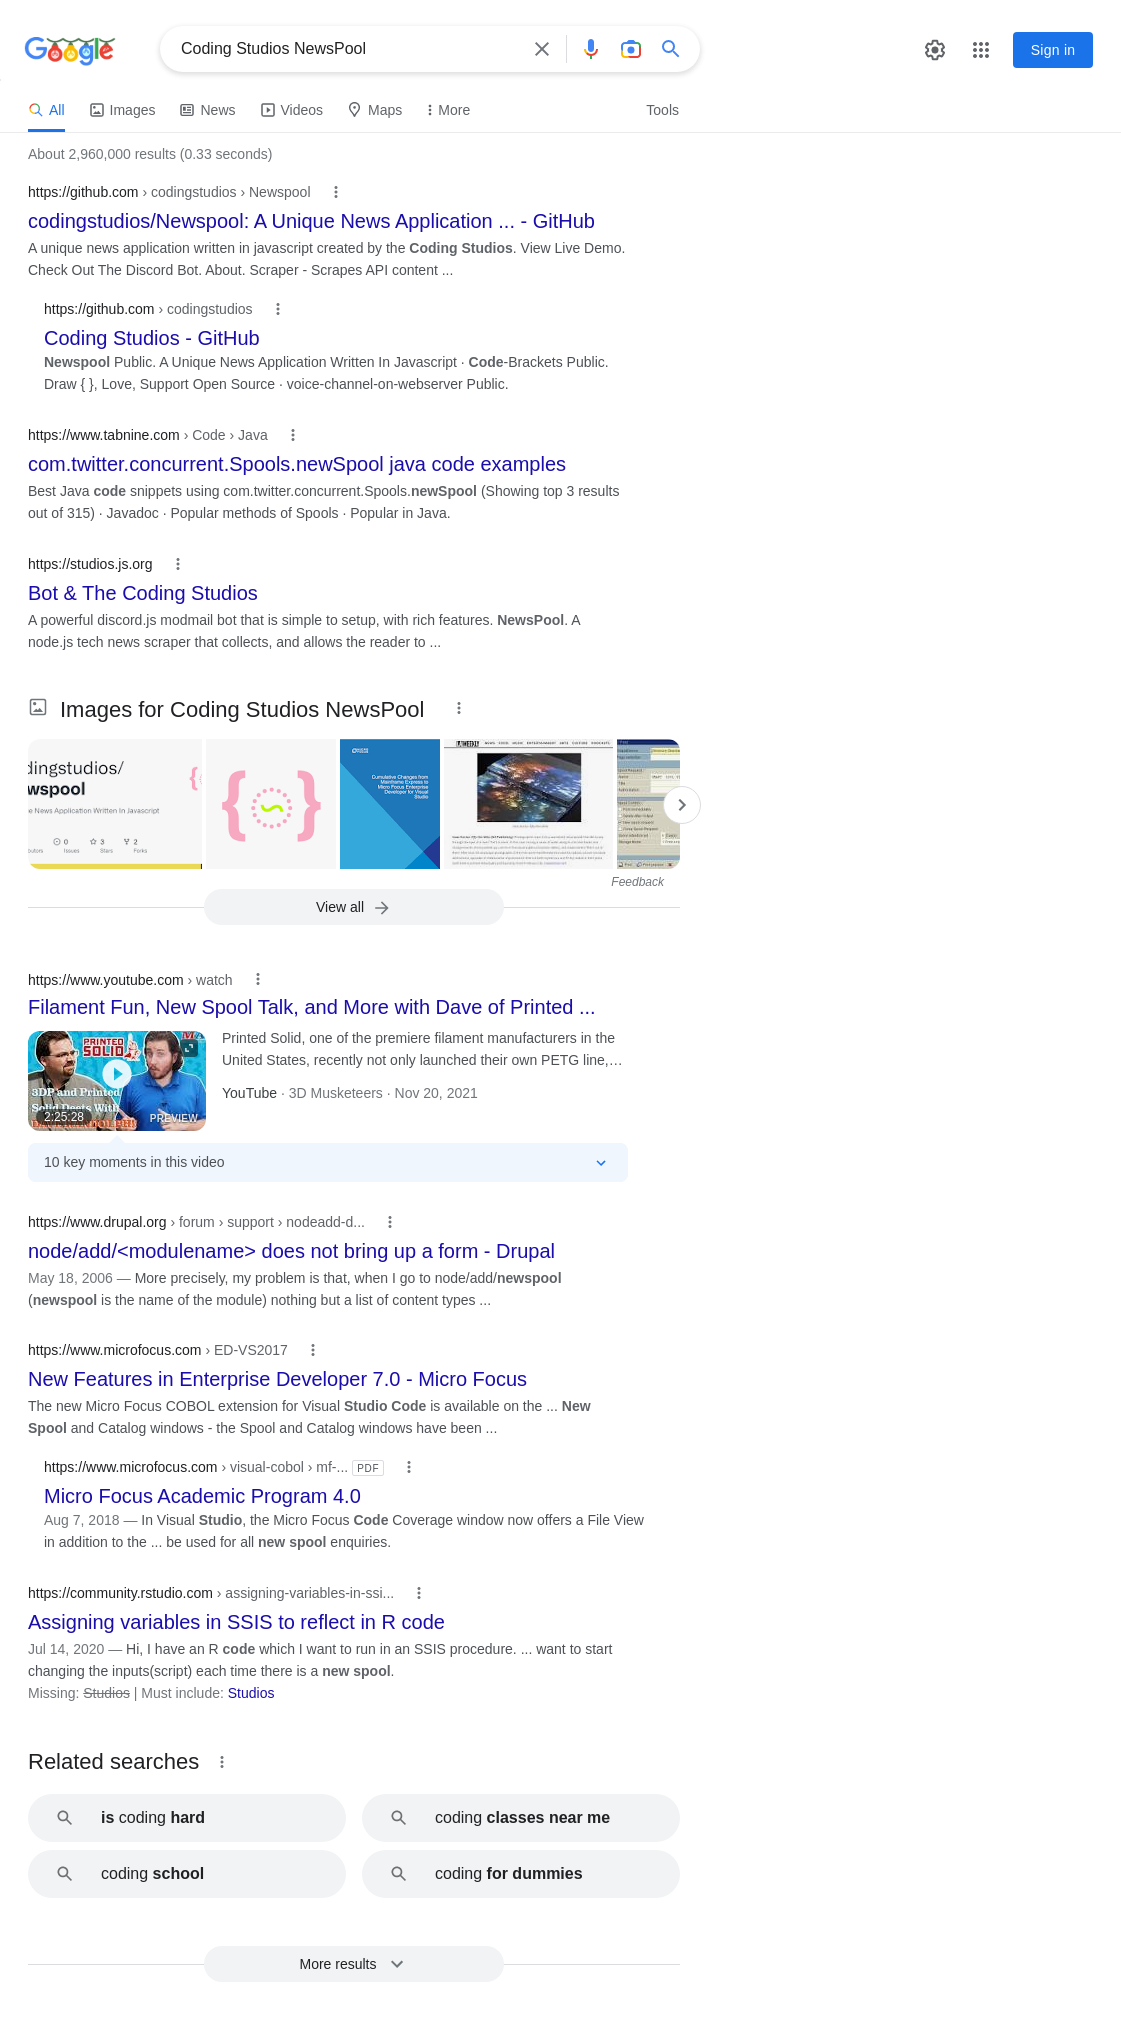 Google
Coding Studios NewsPool
Sign in
All
Images
News
Videos
Maps
More
Tools
About 2,960,000 results (0.33 seconds)
https://github.com › codingstudios › Newspool
codingstudios/Newspool: A Unique News Application ... - GitHub
A unique news application written in javascript created by the Coding Studios. View Live Demo.
Check Out The Discord Bot. About. Scraper - Scrapes API content ...
https://github.com › codingstudios
Coding Studios - GitHub
Newspool Public. A Unique News Application Written In Javascript · Code-Brackets Public.
Draw { }, Love, Support Open Source · voice-channel-on-webserver Public.
https://www.tabnine.com › Code › Java
com.twitter.concurrent.Spools.newSpool java code examples
Best Java code snippets using com.twitter.concurrent.Spools.newSpool (Showing top 3 results
out of 315) · Javadoc · Popular methods of Spools · Popular in Java.
https://studios.js.org
Bot & The Coding Studios
A powerful discord.js modmail bot that is simple to setup, with rich features. NewsPool. A
node.js tech news scraper that collects, and allows the reader to ...
Images for Coding Studios NewsPool
dingstudios/
wspool
e News Application Written In Javascript
0
3
2
utors
Issues
Stars
Forks
Cumulative Changes from
Mainframe Express to
Micro Focus Enterprise
Developer for Visual
Studio
Feedback
View all
https://www.youtube.com › watch
Filament Fun, New Spool Talk, and More with Dave of Printed ...
PRINTED
SOLID
3DP and Printed
Solid Deets With
2:25:28
PREVIEW
Printed Solid, one of the premiere filament manufacturers in the
United States, recently not only launched their own PETG line,…
YouTube · 3D Musketeers · Nov 20, 2021
10 key moments in this video
https://www.drupal.org › forum › support › nodeadd-d...
node/add/<modulename> does not bring up a form - Drupal
May 18, 2006 — More precisely, my problem is that, when I go to node/add/newspool
(newspool is the name of the module) nothing but a list of content types ...
https://www.microfocus.com › ED-VS2017
New Features in Enterprise Developer 7.0 - Micro Focus
The new Micro Focus COBOL extension for Visual Studio Code is available on the ... New
Spool and Catalog windows - the Spool and Catalog windows have been ...
https://www.microfocus.com › visual-cobol › mf-... PDF
Micro Focus Academic Program 4.0
Aug 7, 2018 — In Visual Studio, the Micro Focus Code Coverage window now offers a File View
in addition to the ... be used for all new spool enquiries.
https://community.rstudio.com › assigning-variables-in-ssi...
Assigning variables in SSIS to reflect in R code
Jul 14, 2020 — Hi, I have an R code which I want to run in an SSIS procedure. ... want to start
changing the inputs(script) each time there is a new spool.
Missing: Studios | Must include: Studios
Related searches
is coding hard
coding classes near me
coding school
coding for dummies
More results